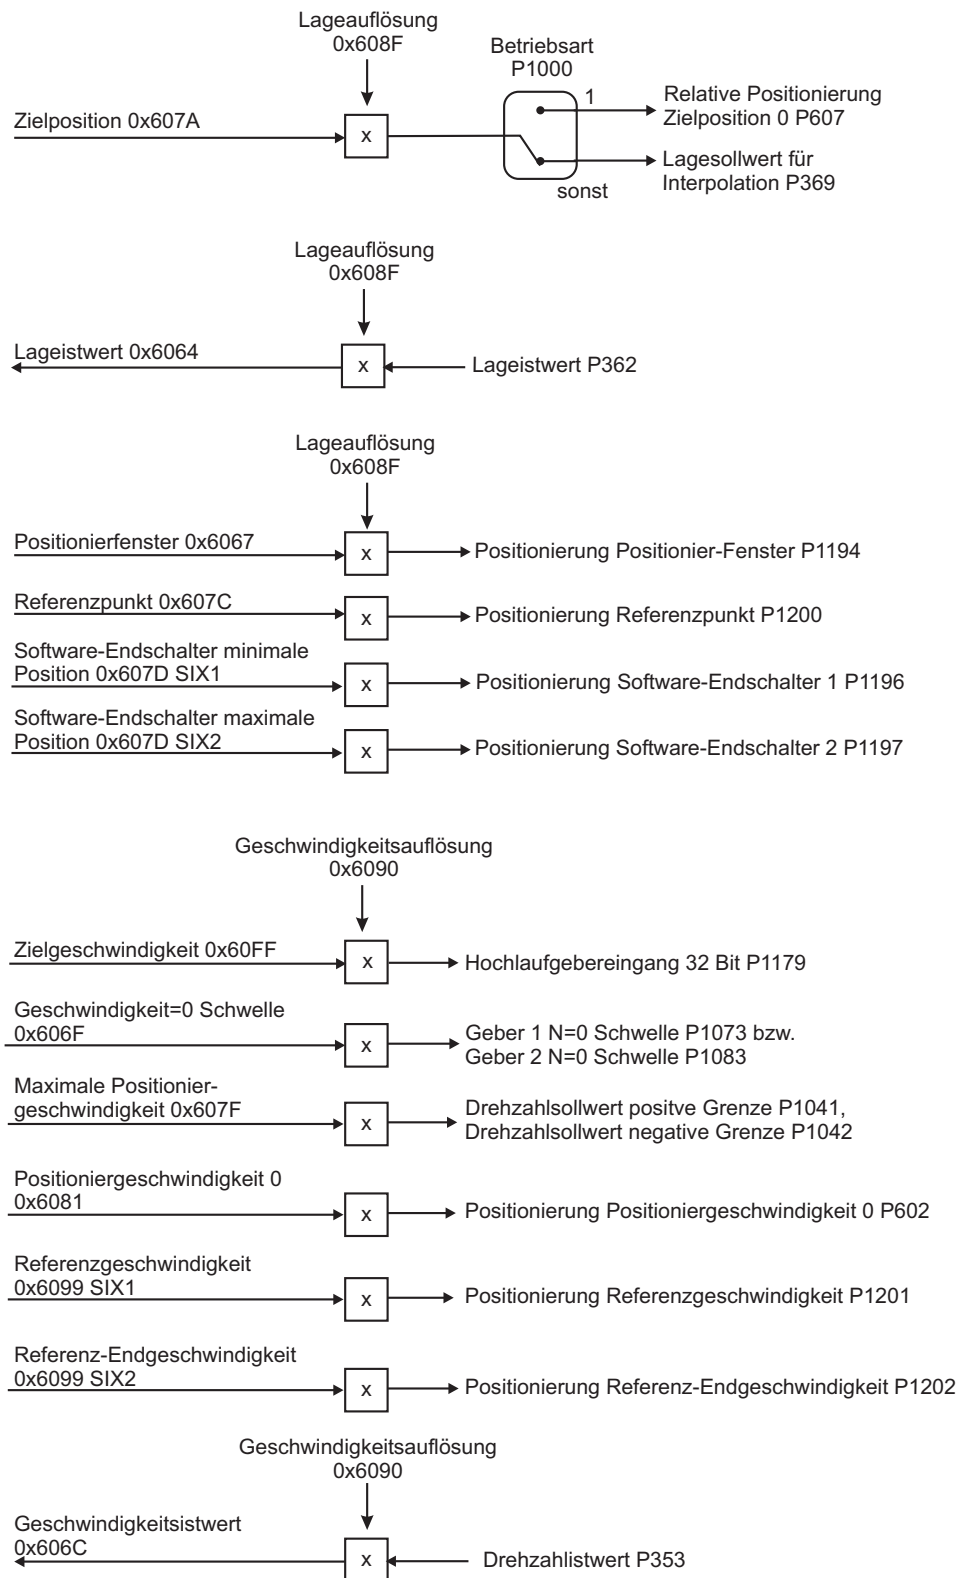 Lageauflösung
0x608F
Betriebsart
P1000
Zielposition 0x607A
x
1
Relative Positionierung
Zielposition 0 P607
Lagesollwert für
Interpolation P369
sonst
Lageauflösung
0x608F
Lageistwert 0x6064
x
Lageistwert P362
Lageauflösung
0x608F
Positionierfenster 0x6067
x
Positionierung Positionier-Fenster P1194
Referenzpunkt 0x607C
x
Positionierung Referenzpunkt P1200
Software-Endschalter minimale
Position 0x607D SIX1
x
Positionierung Software-Endschalter 1 P1196
Software-Endschalter maximale
Position 0x607D SIX2
x
Positionierung Software-Endschalter 2 P1197
Geschwindigkeitsauflösung
0x6090
Zielgeschwindigkeit 0x60FF
x
Hochlaufgebereingang 32 Bit P1179
Geschwindigkeit=0 Schwelle
0x606F
x
Geber 1 N=0 Schwelle P1073 bzw.
Geber 2 N=0 Schwelle P1083
Maximale Positionier-
geschwindigkeit 0x607F
x
Drehzahlsollwert positve Grenze P1041,
Drehzahlsollwert negative Grenze P1042
Positioniergeschwindigkeit 0
0x6081
x
Positionierung Positioniergeschwindigkeit 0 P602
Referenzgeschwindigkeit
0x6099 SIX1
x
Positionierung Referenzgeschwindigkeit P1201
Referenz-Endgeschwindigkeit
0x6099 SIX2
x
Positionierung Referenz-Endgeschwindigkeit P1202
Geschwindigkeitsauflösung
0x6090
Geschwindigkeitsistwert
0x606C
x
Drehzahlistwert P353